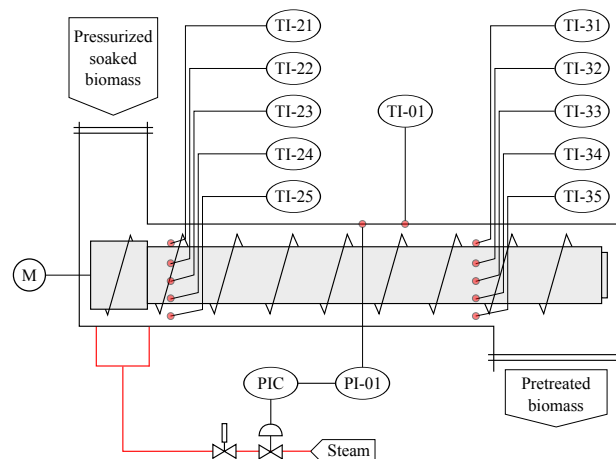 Pressurized
soaked
biomass
TI-21
TI-22
TI-23
TI-24
TI-25
TI-01
TI-31
TI-32
TI-33
TI-34
TI-35
M
PIC
PI-01
Steam
Pretreated
biomass